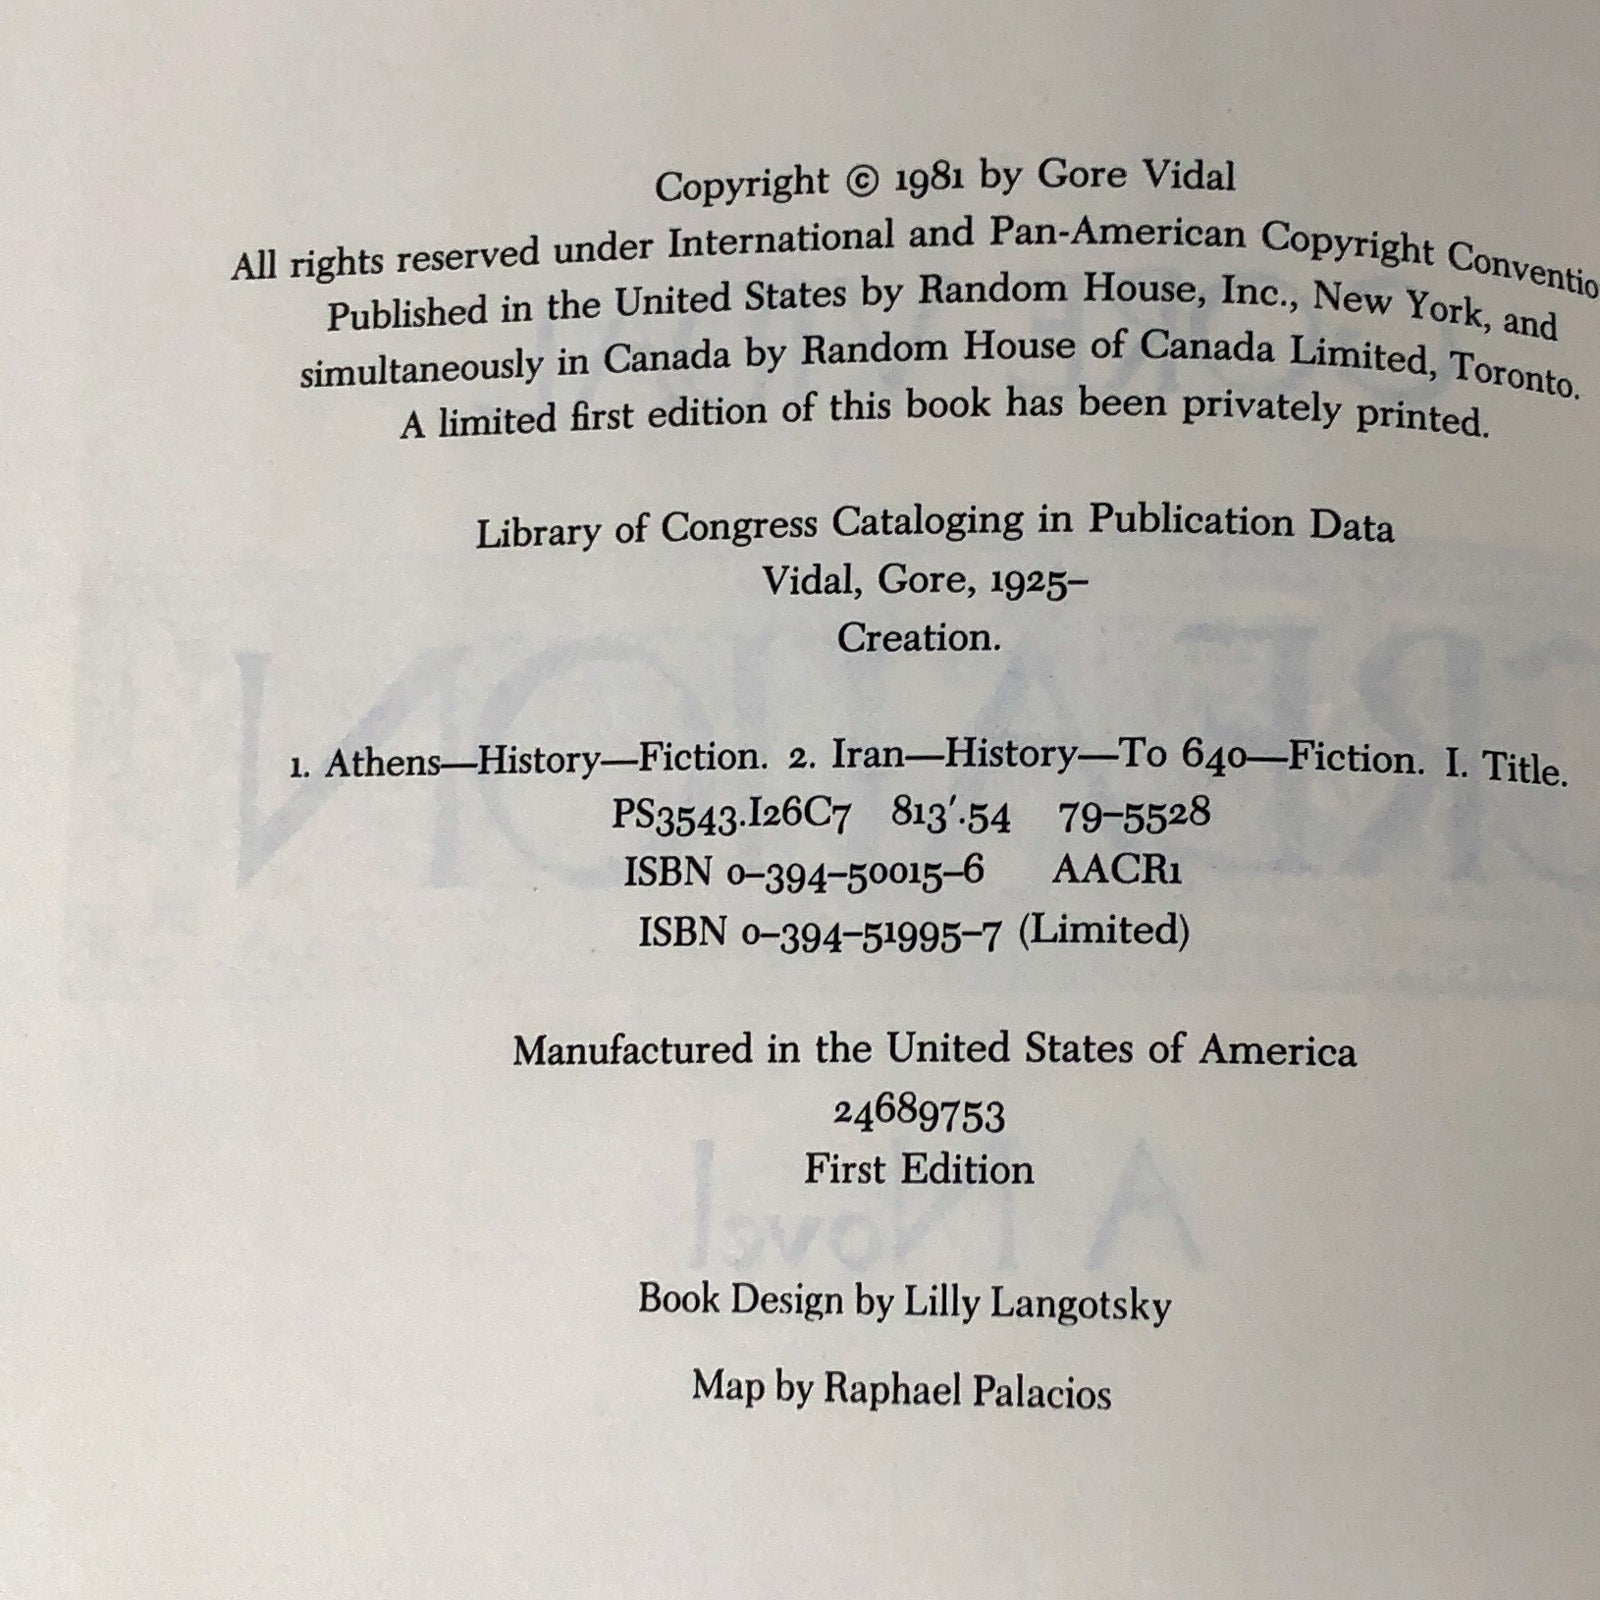 Copyright © 1981 by Gore Vidal
All rights reserved under International and Pan-American Copyright Conventio
Published in the United States by Random House, Inc., New York, and
simultaneously in Canada by Random House of Canada Limited, Toronto.
A limited first edition of this book has been privately printed.
Library of Congress Cataloging in Publication Data
Vidal, Gore, 1925–
Creation.
1. Athens—History—Fiction. 2. Iran—History—To 640—Fiction. I. Title.
PS3543.I26C7 813′.54 79–5528
ISBN 0–394–50015–6 AACR1
ISBN 0–394–51995–7 (Limited)
Manufactured in the United States of America
24689753
First Edition
Book Design by Lilly Langotsky
Map by Raphael Palacios